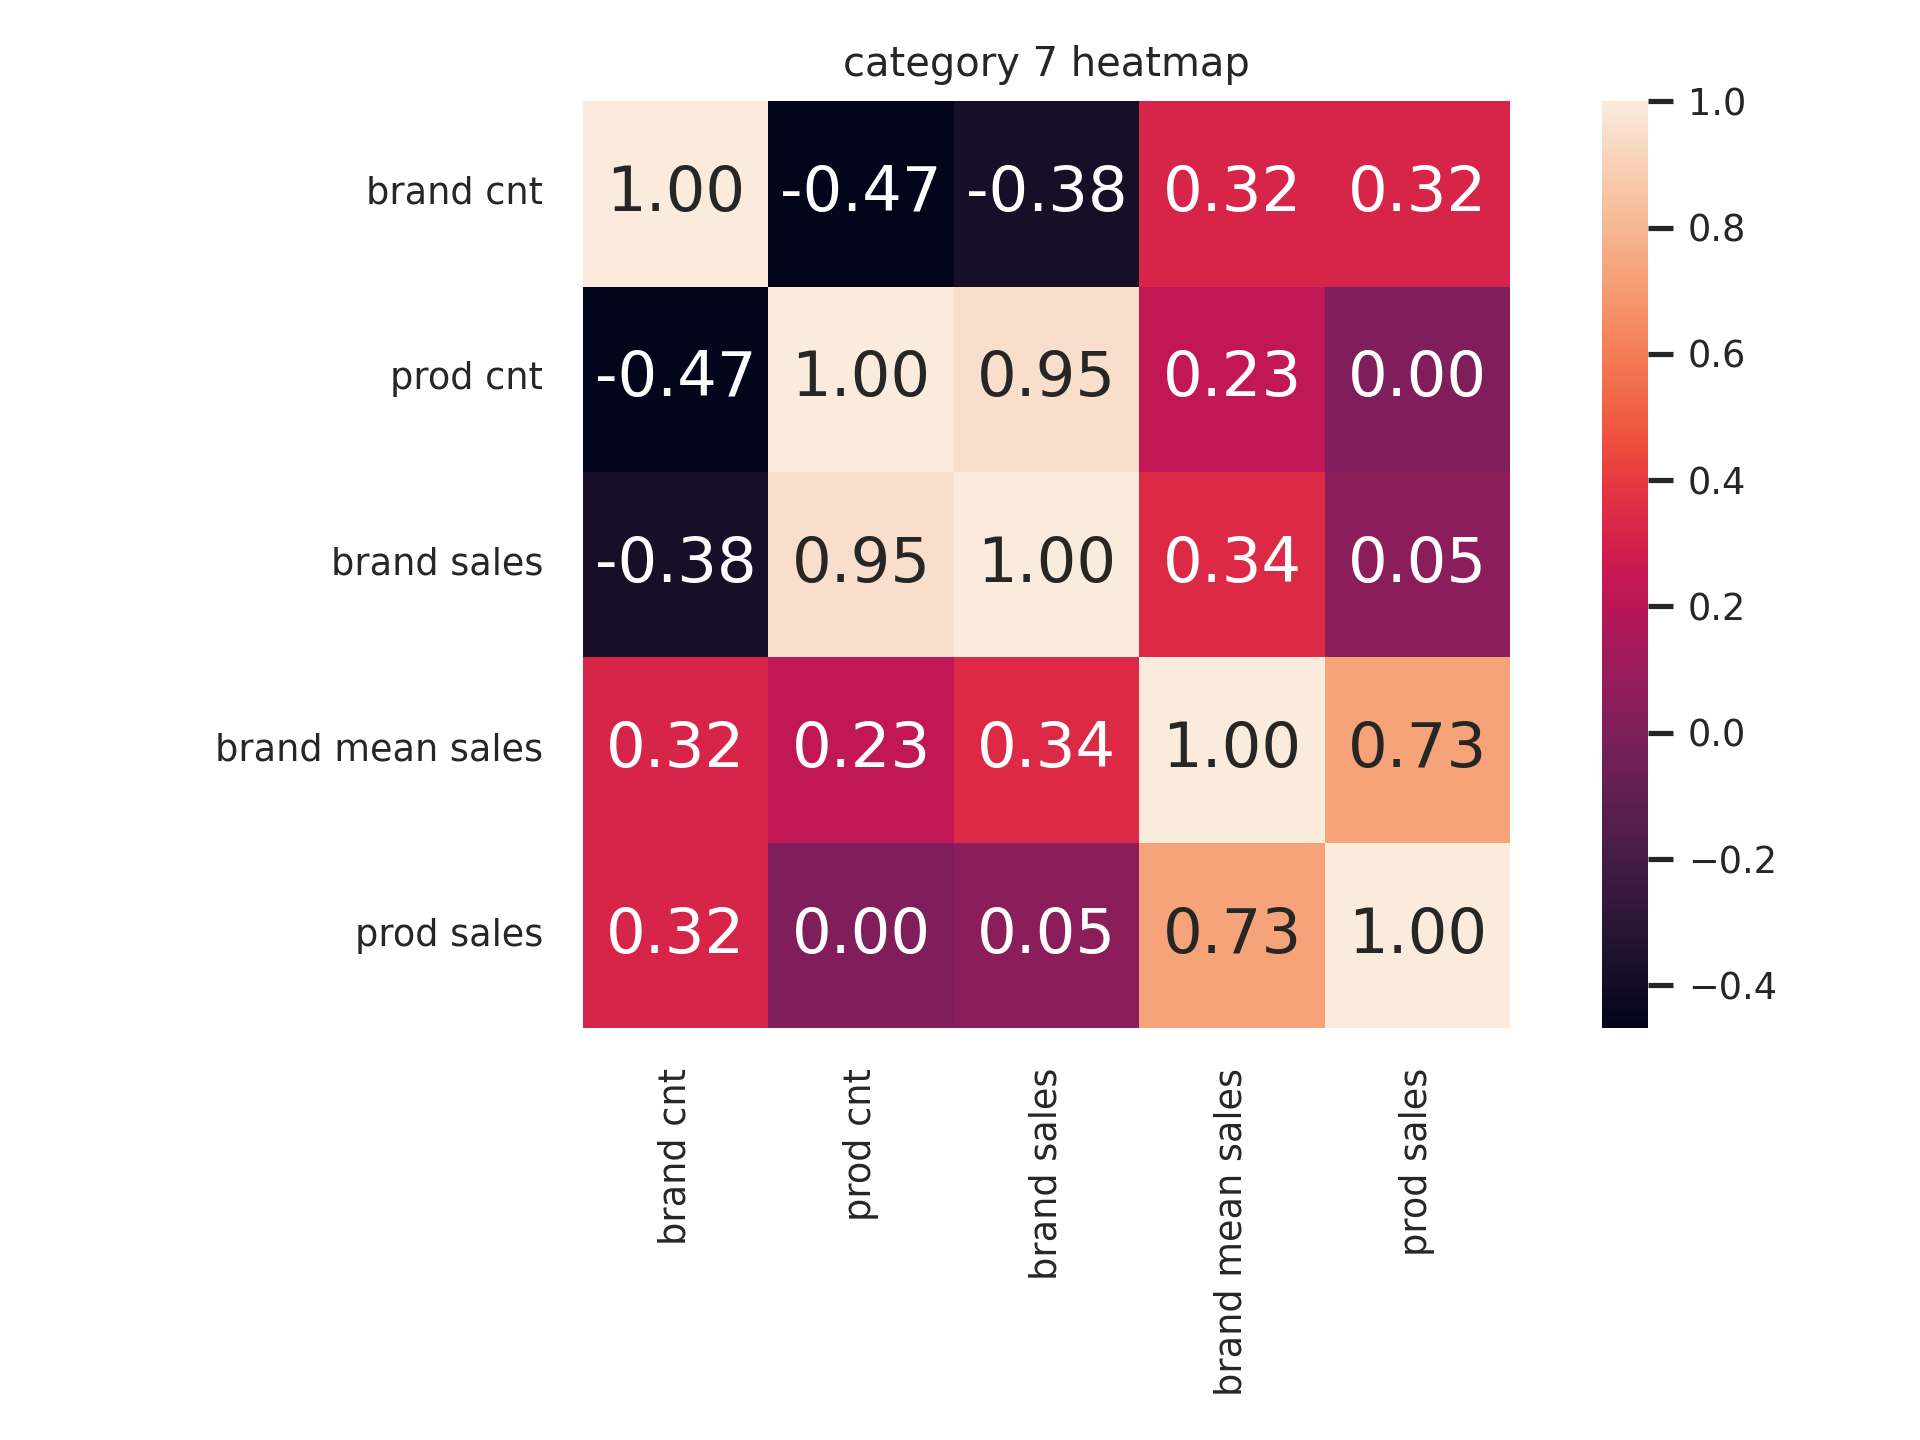 category 7 heatmap
brand cnt 1.00 -0.47 -0.38 0.32 0.32
prod cnt -0.47 1.00 0.95 0.23 0.00
brand sales -0.38 0.95 1.00 0.34 0.05
brand mean sales 0.32 0.23 0.34 1.00 0.73
prod sales 0.32 0.00 0.05 0.73 1.00
brand cnt
prod cnt
brand sales
brand mean sales
prod sales
1.0
0.8
0.6
0.4
0.2
0.0
−0.2
−0.4